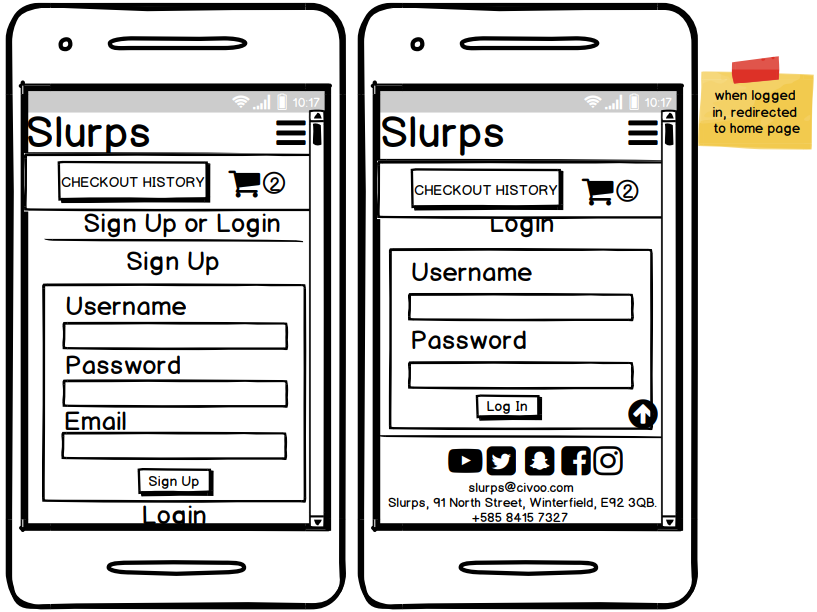 10:17
Slurps
CHECKOUT HISTORY
2
Sign Up or Login
Sign Up
Username
Password
Email
Sign Up
Login
10:17
Slurps
CHECKOUT HISTORY
2
Login
Username
Password
Log In
slurps@civoo.com
Slurps, 91 North Street, Winterfield, E92 3QB.
+585 8415 7327
when logged
in, redirected
to home page